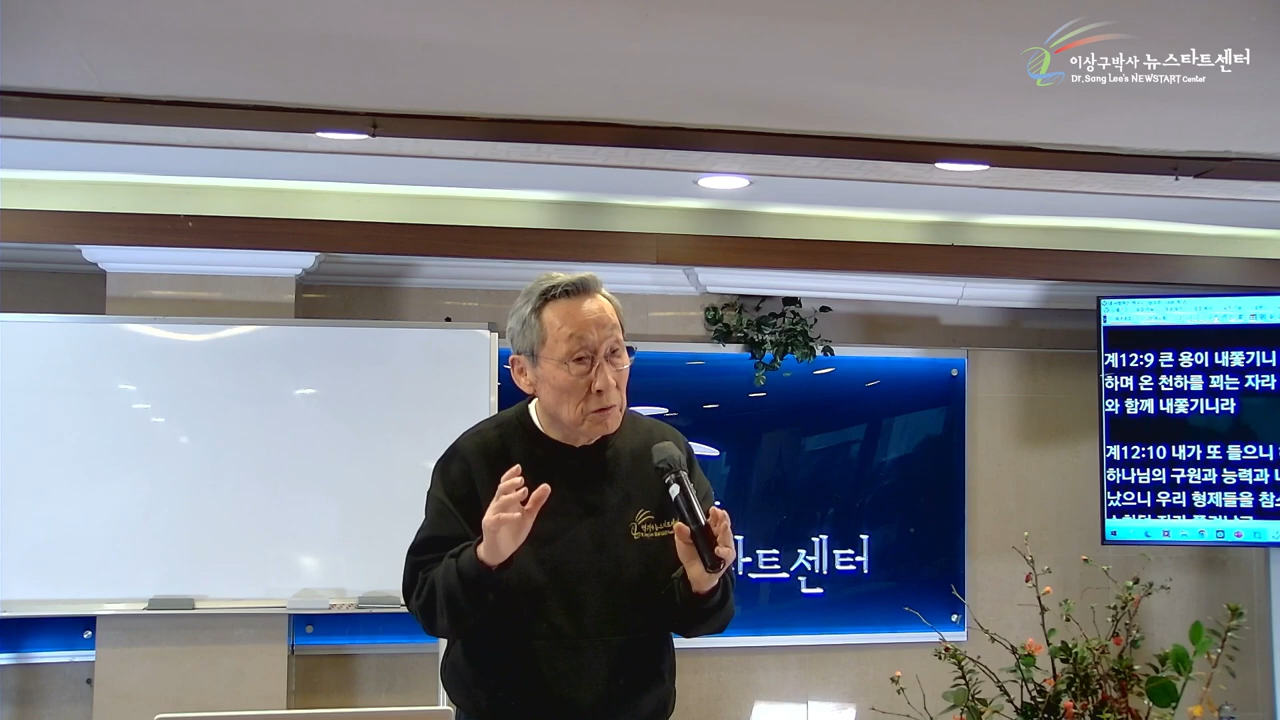 이상구박사 뉴스타트센터
Dr. Sang Lee's NEWSTART Center
계12:9 큰 용이 내쫓기니
하며 온 천하를 꾀는 자라
와 함께 내쫓기니라
계12:10 내가 또 들으니
하나님의 구원과 능력과
났으니 우리 형제들을 참소
타트센터